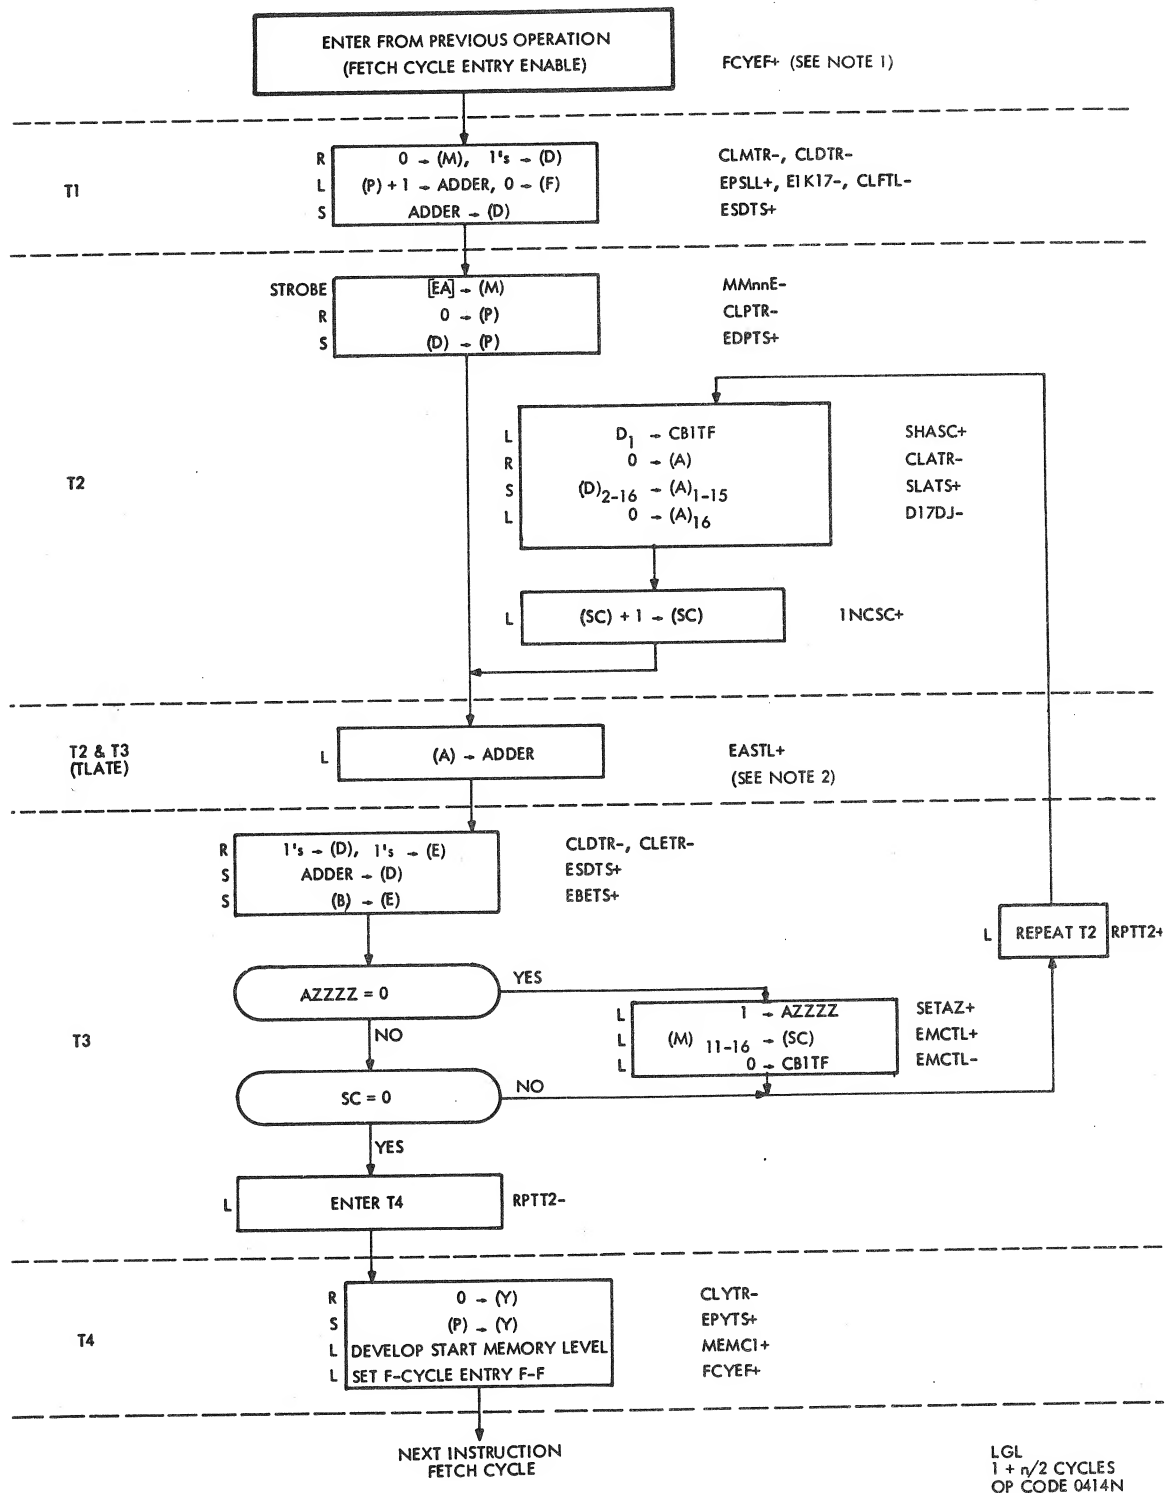 ENTER FROM PREVIOUS OPERATION
(FETCH CYCLE ENTRY ENABLE)
FCYEF+ (SEE NOTE 1)
T1
R 0 → (M), 1's → (D) CLMTR-, CLDTR-
L (P) + 1 → ADDER, 0 → (F) EPSLL+, E1K17-, CLFTL-
S ADDER → (D) ESDTS+
STROBE [EA] → (M) MMnnE-
R 0 → (P) CLPTR-
S (D) → (P) EDPTS+
T2
L D1 → CB1TF SHASC+
R 0 → (A) CLATR-
S (D)2-16 → (A)1-15 SLATS+
L 0 → (A)16 D17DJ-
L (SC) + 1 → (SC) 1NCSC+
T2 & T3
(TLATE)
L (A) → ADDER EASTL+
(SEE NOTE 2)
R 1's → (D), 1's → (E) CLDTR-, CLETR-
S ADDER → (D) ESDTS+
S (B) → (E) EBETS+
L REPEAT T2 RPTT2+
AZZZZ = 0
YES
NO
T3
L 1 → AZZZZ SETAZ+
L (M) 11-16 → (SC) EMCTL+
L 0 → CB1TF EMCTL-
SC = 0
NO
YES
L ENTER T4 RPTT2-
T4
R 0 → (Y) CLYTR-
S (P) → (Y) EPYTS+
L DEVELOP START MEMORY LEVEL MEMC1+
L SET F-CYCLE ENTRY F-F FCYEF+
NEXT INSTRUCTION
FETCH CYCLE
LGL
1 + n/2 CYCLES
OP CODE 0414N